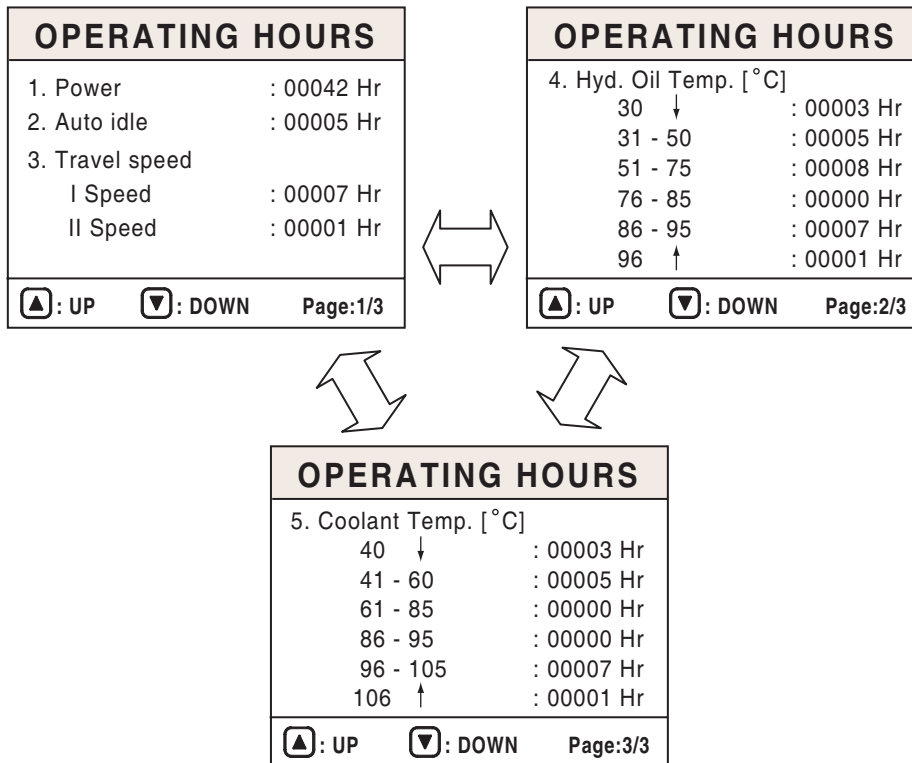 OPERATING HOURS
1. Power : 00042 Hr
2. Auto idle : 00005 Hr
3. Travel speed
I Speed : 00007 Hr
II Speed : 00001 Hr
▲ : UP ▼ : DOWN Page:1/3
OPERATING HOURS
4. Hyd. Oil Temp. [°C]
30 ↓ : 00003 Hr
31 - 50 : 00005 Hr
51 - 75 : 00008 Hr
76 - 85 : 00000 Hr
86 - 95 : 00007 Hr
96 ↑ : 00001 Hr
▲ : UP ▼ : DOWN Page:2/3
OPERATING HOURS
5. Coolant Temp. [°C]
40 ↓ : 00003 Hr
41 - 60 : 00005 Hr
61 - 85 : 00000 Hr
86 - 95 : 00000 Hr
96 - 105 : 00007 Hr
106 ↑ : 00001 Hr
▲ : UP ▼ : DOWN Page:3/3